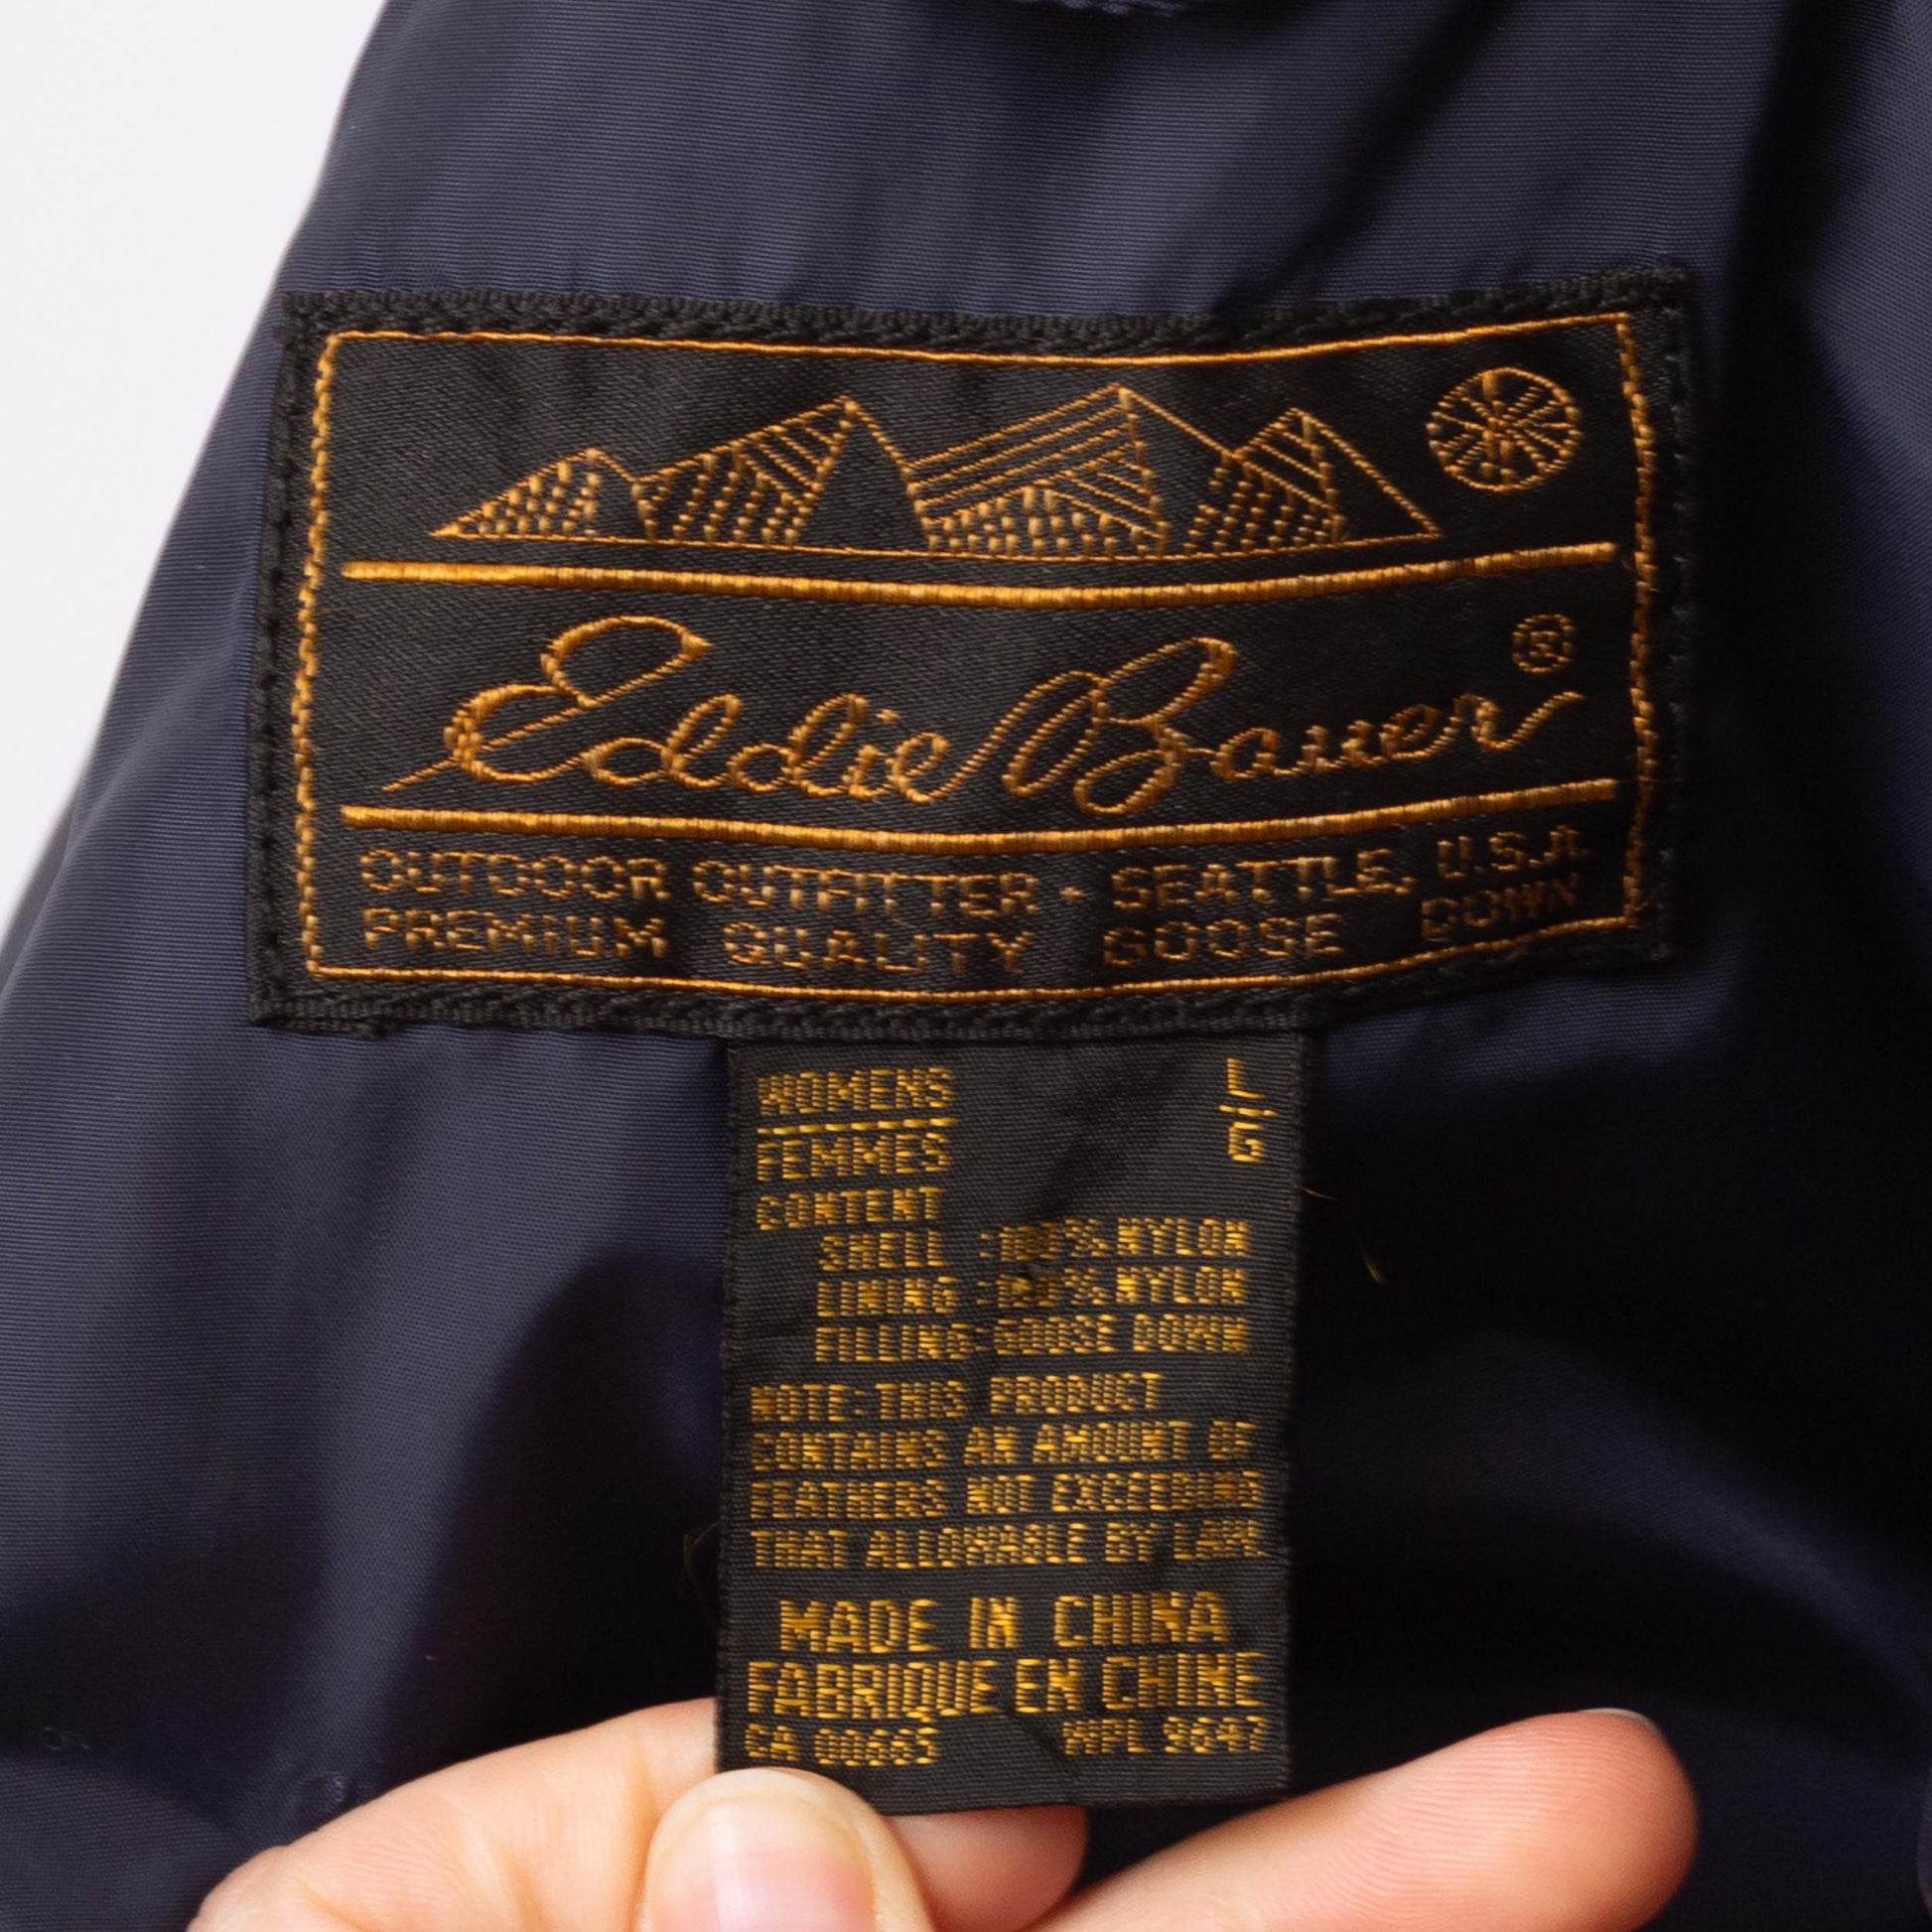 Eddie Bauer ®
OUTDOOR OUTFITTER - SEATTLE, U.S.A.
PREMIUM QUALITY GOOSE DOWN
WOMENS L
FEMMES G
CONTENT
SHELL :100% NYLON
LINING :100% NYLON
FILLING:GOOSE DOWN
NOTE:THIS PRODUCT
CONTAINS AN AMOUNT OF
FEATHERS NOT EXCEEDING
THAT ALLOWABLE BY LAW.
MADE IN CHINA
FABRIQUE EN CHINE
CA 00665 WPL 9647